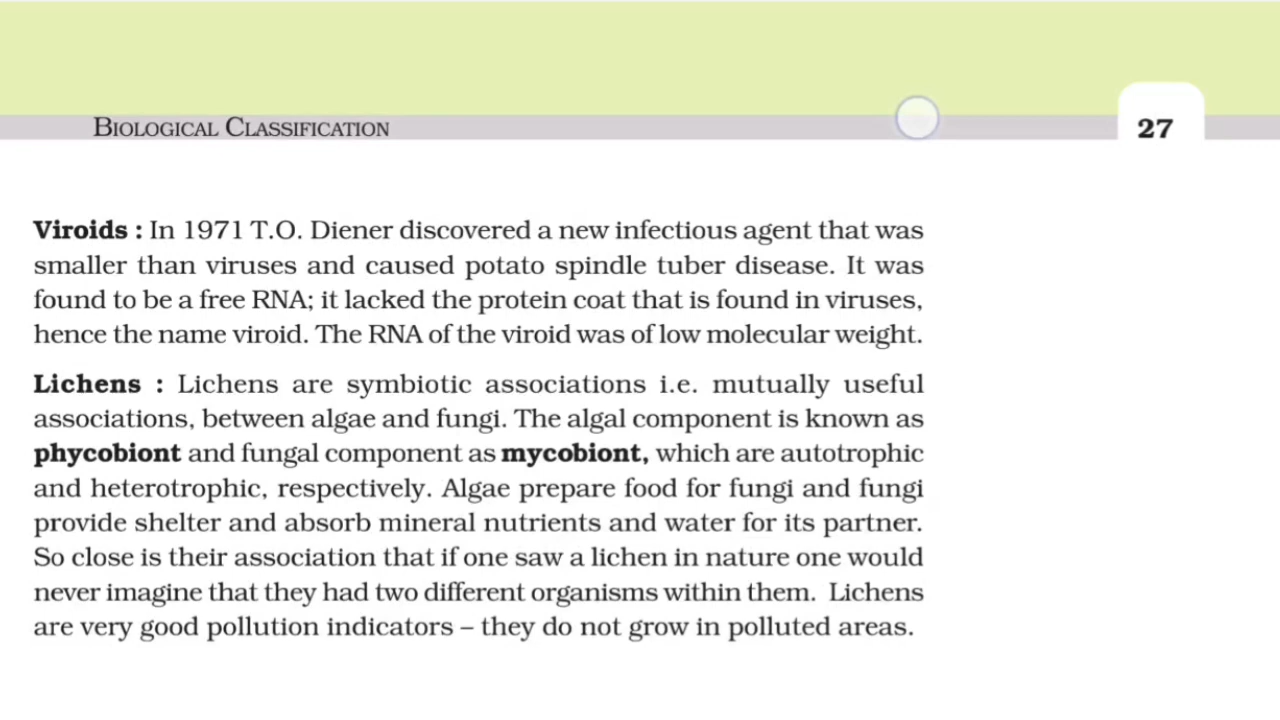 BIOLOGICAL CLASSIFICATION
27
Viroids : In 1971 T.O. Diener discovered a new infectious agent that was
smaller than viruses and caused potato spindle tuber disease. It was
found to be a free RNA; it lacked the protein coat that is found in viruses,
hence the name viroid. The RNA of the viroid was of low molecular weight.
Lichens : Lichens are symbiotic associations i.e. mutually useful
associations, between algae and fungi. The algal component is known as
phycobiont and fungal component as mycobiont, which are autotrophic
and heterotrophic, respectively. Algae prepare food for fungi and fungi
provide shelter and absorb mineral nutrients and water for its partner.
So close is their association that if one saw a lichen in nature one would
never imagine that they had two different organisms within them. Lichens
are very good pollution indicators – they do not grow in polluted areas.